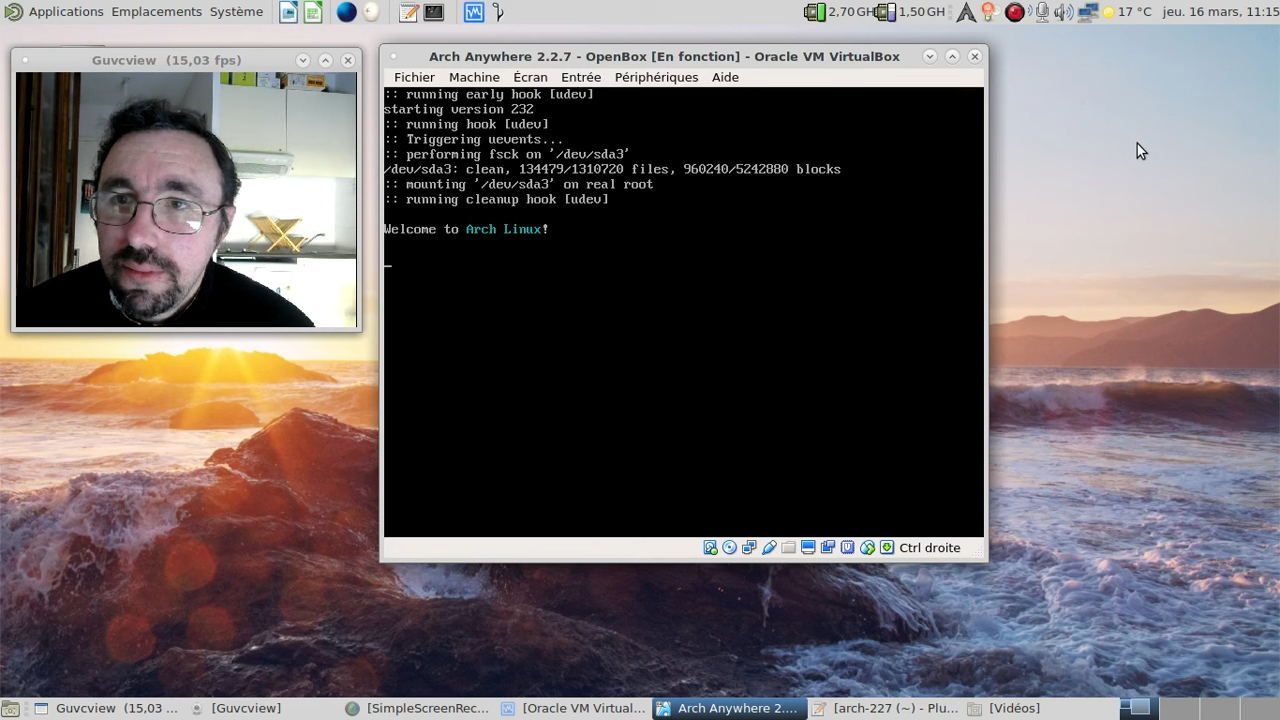 Applications Emplacements Système
2,70 GH 1,50 GH 17 °C jeu. 16 mars, 11:15
Guvcview (15,03 fps)
Arch Anywhere 2.2.7 - OpenBox [En fonction] - Oracle VM VirtualBox
Fichier Machine Écran Entrée Périphériques Aide
:: running early hook [udev]
starting version 232
:: running hook [udev]
:: Triggering uevents...
:: performing fsck on '/dev/sda3'
/dev/sda3: clean, 134479/1310720 files, 960240/5242880 blocks
:: mounting '/dev/sda3' on real root
:: running cleanup hook [udev]
Welcome to Arch Linux!
Ctrl droite
Guvcview (15,03 ... [Guvcview] [SimpleScreenRec... [Oracle VM Virtual... Arch Anywhere 2.... [arch-227 (~) - Plu... [Vidéos]